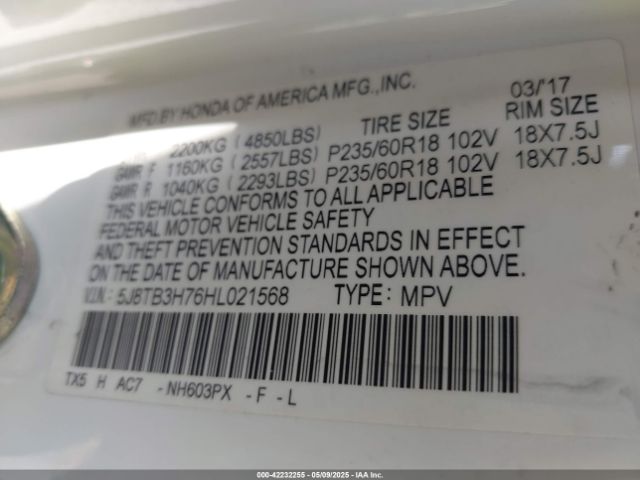 MFD.BY HONDA OF AMERICA MFG.,INC. 03/'17
2200KG (4850LBS) TIRE SIZE RIM SIZE
GAWR F 1160KG (2557LBS) P235/60R18 102V 18X7.5J
GAWR R 1040KG (2293LBS) P235/60R18 102V 18X7.5J
THIS VEHICLE CONFORMS TO ALL APPLICABLE
FEDERAL MOTOR VEHICLE SAFETY
AND THEFT PREVENTION STANDARDS IN EFFECT
ON THE DATE OF MANUFACTURE SHOWN ABOVE.
V.I.N.: 5J8TB3H76HL021568 TYPE: MPV
TX5 H AC7 -NH603PX -F-L
000-42232255 - 05/09/2025 - IAA Inc.